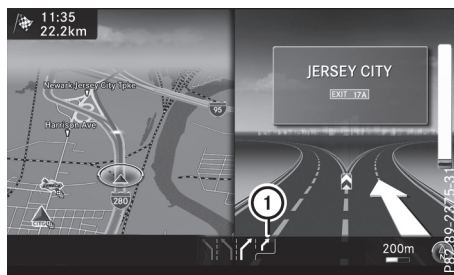 11:35
22.2km
Newark-Jersey City Tpke
Harrison Ave
95
280
JERSEY CITY
EXIT 17A
1
200m
P82.89-2875-31